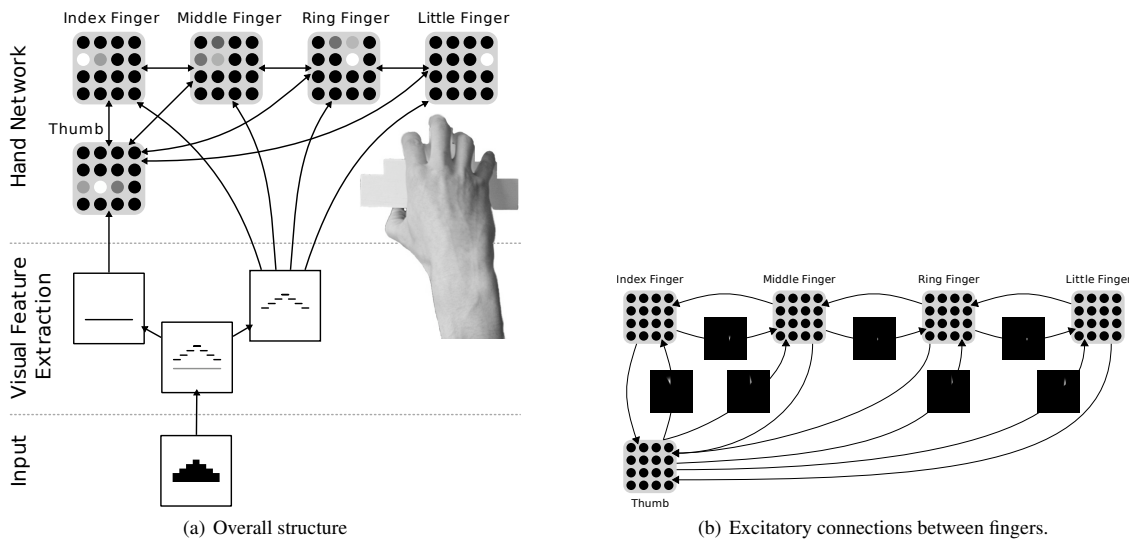 Index Finger Middle Finger Ring Finger Little Finger
Hand Network
Thumb
Visual Feature
Extraction
Input
(a) Overall structure
Index Finger Middle Finger Ring Finger Little Finger
Thumb
(b) Excitatory connections between fingers.